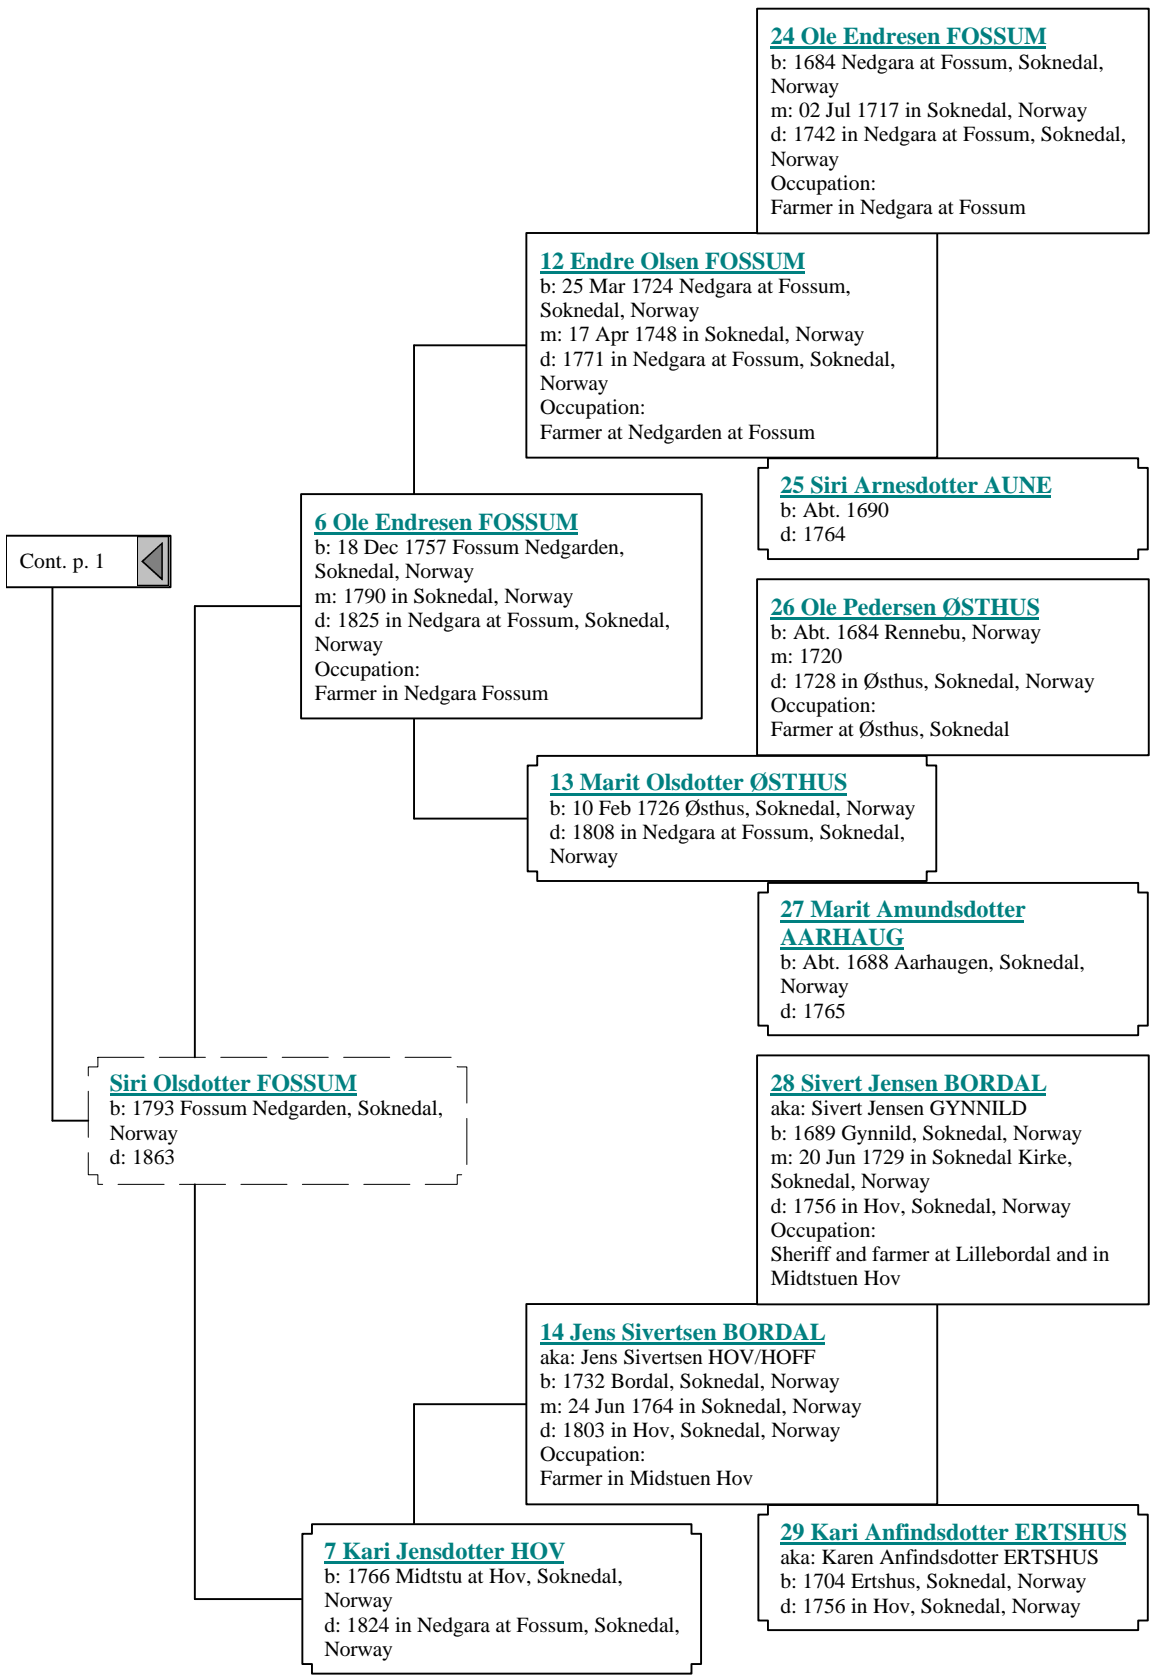 24 Ole Endresen FOSSUM
b: 1684 Nedgara at Fossum, Soknedal,
Norway
m: 02 Jul 1717 in Soknedal, Norway
d: 1742 in Nedgara at Fossum, Soknedal,
Norway
Occupation:
Farmer in Nedgara at Fossum
12 Endre Olsen FOSSUM
b: 25 Mar 1724 Nedgara at Fossum,
Soknedal, Norway
m: 17 Apr 1748 in Soknedal, Norway
d: 1771 in Nedgara at Fossum, Soknedal,
Norway
Occupation:
Farmer at Nedgarden at Fossum
25 Siri Arnesdotter AUNE
b: Abt. 1690
d: 1764
6 Ole Endresen FOSSUM
b: 18 Dec 1757 Fossum Nedgarden,
Soknedal, Norway
m: 1790 in Soknedal, Norway
d: 1825 in Nedgara at Fossum, Soknedal,
Norway
Occupation:
Farmer in Nedgara Fossum
Cont. p. 1
26 Ole Pedersen ØSTHUS
b: Abt. 1684 Rennebu, Norway
m: 1720
d: 1728 in Østhus, Soknedal, Norway
Occupation:
Farmer at Østhus, Soknedal
13 Marit Olsdotter ØSTHUS
b: 10 Feb 1726 Østhus, Soknedal, Norway
d: 1808 in Nedgara at Fossum, Soknedal,
Norway
27 Marit Amundsdotter
AARHAUG
b: Abt. 1688 Aarhaugen, Soknedal,
Norway
d: 1765
Siri Olsdotter FOSSUM
b: 1793 Fossum Nedgarden, Soknedal,
Norway
d: 1863
28 Sivert Jensen BORDAL
aka: Sivert Jensen GYNNILD
b: 1689 Gynnild, Soknedal, Norway
m: 20 Jun 1729 in Soknedal Kirke,
Soknedal, Norway
d: 1756 in Hov, Soknedal, Norway
Occupation:
Sheriff and farmer at Lillebordal and in
Midtstuen Hov
14 Jens Sivertsen BORDAL
aka: Jens Sivertsen HOV/HOFF
b: 1732 Bordal, Soknedal, Norway
m: 24 Jun 1764 in Soknedal, Norway
d: 1803 in Hov, Soknedal, Norway
Occupation:
Farmer in Midstuen Hov
29 Kari Anfindsdotter ERTSHUS
aka: Karen Anfindsdotter ERTSHUS
b: 1704 Ertshus, Soknedal, Norway
d: 1756 in Hov, Soknedal, Norway
7 Kari Jensdotter HOV
b: 1766 Midtstu at Hov, Soknedal,
Norway
d: 1824 in Nedgara at Fossum, Soknedal,
Norway